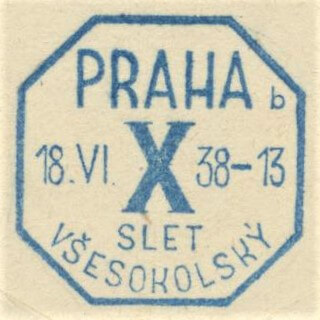 PRAHA b
18.VI. X 38-13
SLET
VŠESOKOLSKÝ